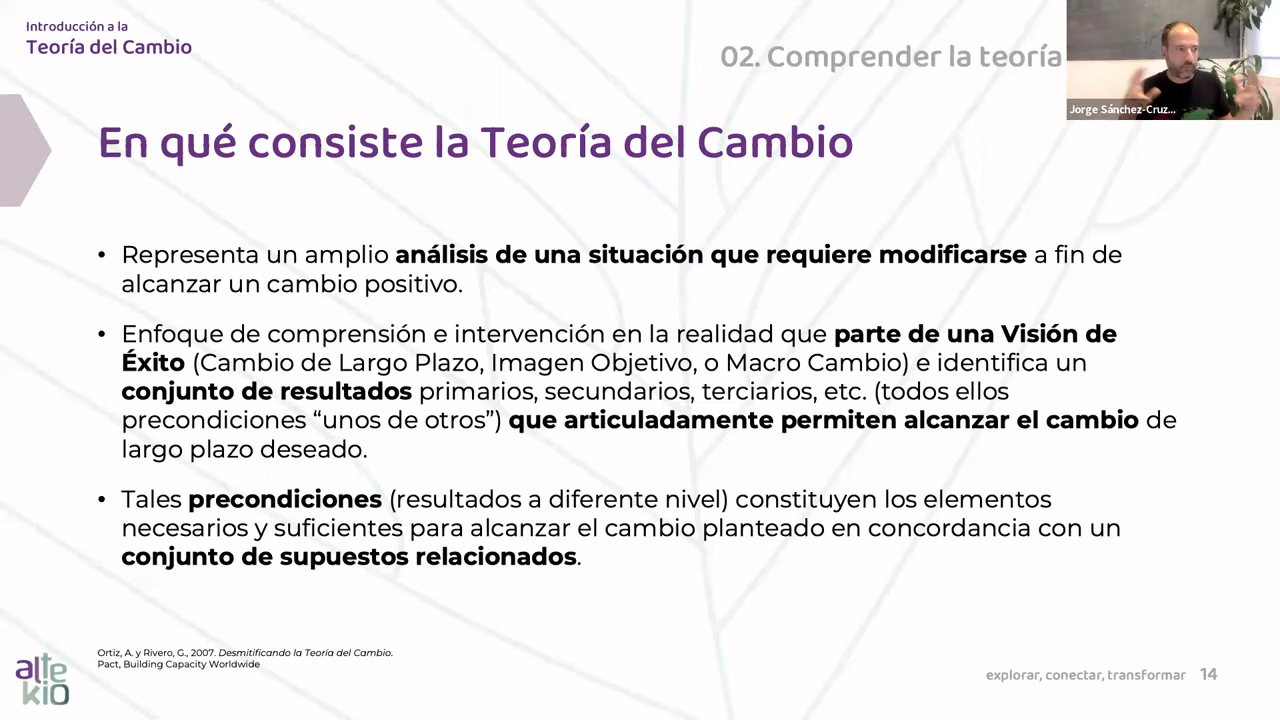 Introducción a la
Teoría del Cambio
02. Comprender la teoría
Jorge Sánchez-Cruz...
En qué consiste la Teoría del Cambio
• Representa un amplio análisis de una situación que requiere modificarse a fin de
alcanzar un cambio positivo.
• Enfoque de comprensión e intervención en la realidad que parte de una Visión de
Éxito (Cambio de Largo Plazo, Imagen Objetivo, o Macro Cambio) e identifica un
conjunto de resultados primarios, secundarios, terciarios, etc. (todos ellos
precondiciones “unos de otros”) que articuladamente permiten alcanzar el cambio de
largo plazo deseado.
• Tales precondiciones (resultados a diferente nivel) constituyen los elementos
necesarios y suficientes para alcanzar el cambio planteado en concordancia con un
conjunto de supuestos relacionados.
Ortiz, A. y Rivero, G., 2007. Desmitificando la Teoría del Cambio.
Pact, Building Capacity Worldwide
alte
kio
explorar, conectar, transformar 14